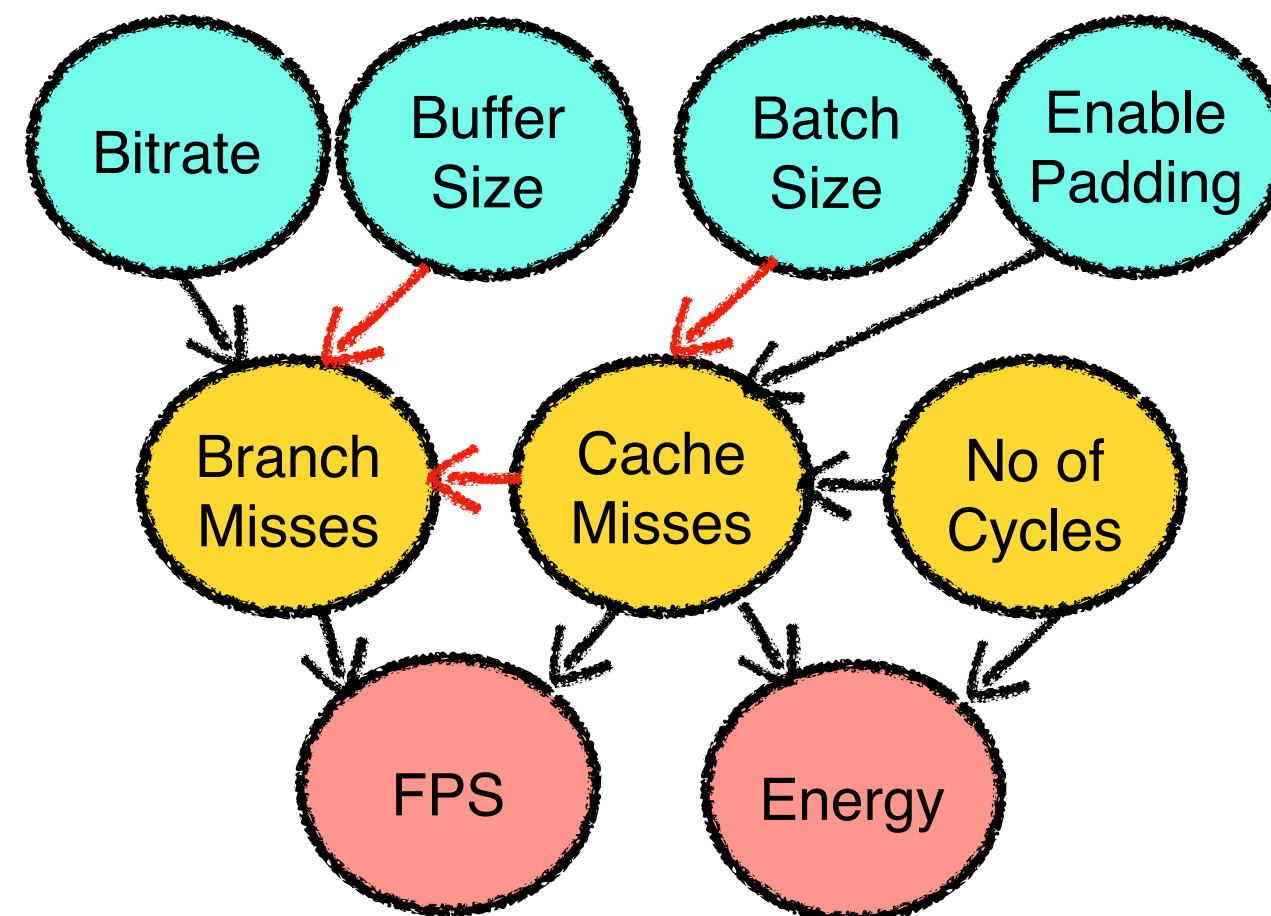 Bitrate
Buffer
Size
Batch
Size
Enable
Padding
Branch
Misses
Cache
Misses
No of
Cycles
FPS
Energy